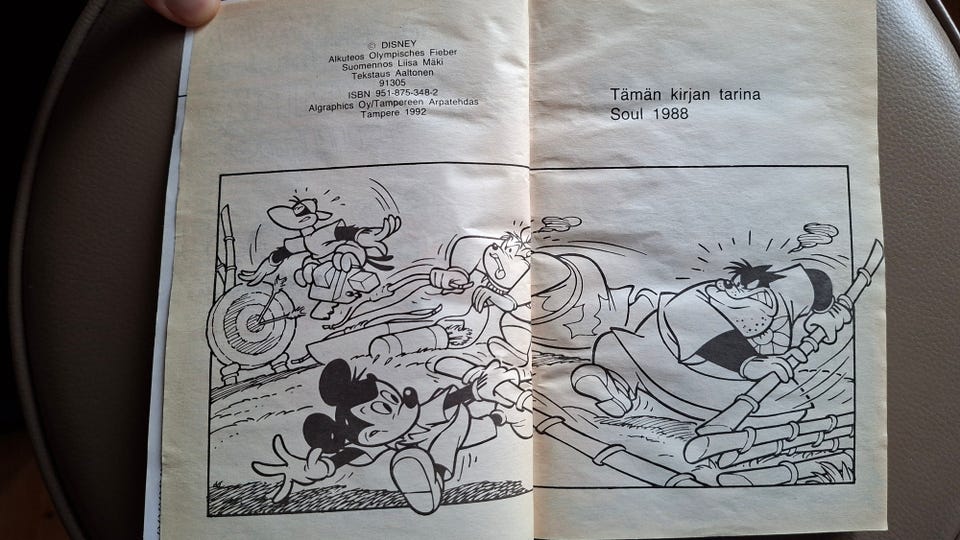 © DISNEY
Alkuteos Olympisches Fieber
Suomennos Liisa Mäki
Tekstaus Aaltonen
91305
ISBN 951-875-348-2
Algraphics Oy/Tampereen Arpatehdas
Tampere 1992
Tämän kirjan tarina
Soul 1988